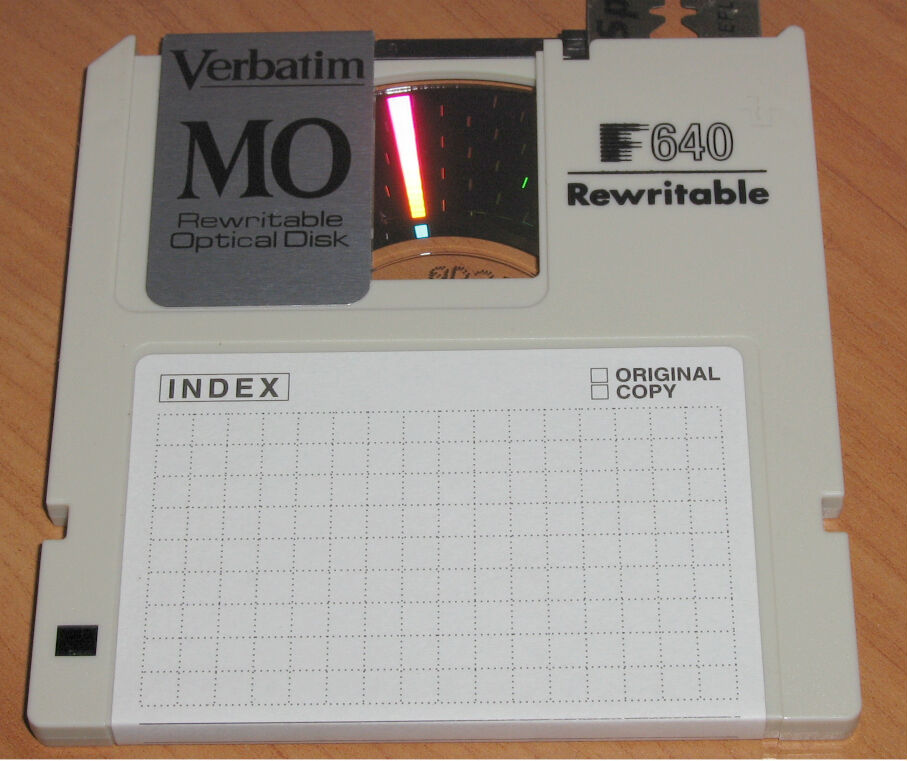 Verbatim
MO
Rewritable
Optical Disk
640
Rewritable
INDEX
ORIGINAL
COPY